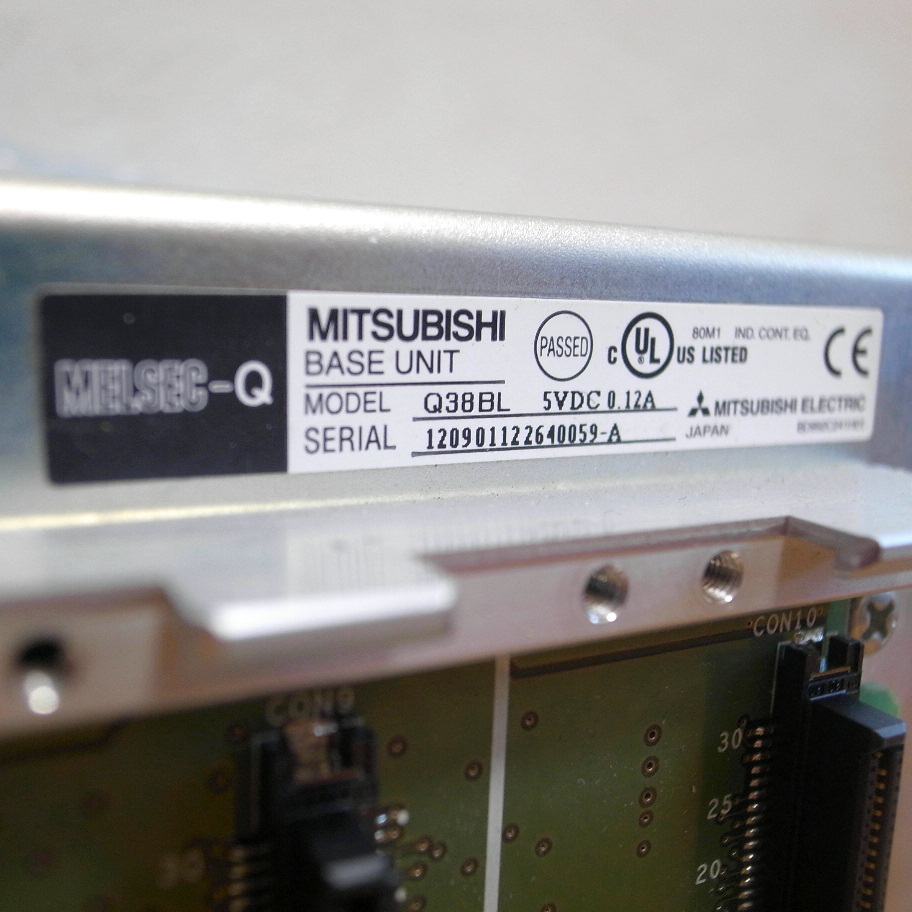 MELSEC-Q
MITSUBISHI
BASE UNIT
MODEL Q38BL 5VDC 0.12A
SERIAL 120901122640059-A
PASSED
C UL US LISTED
80M1 IND. CONT. EQ.
CE
MITSUBISHI ELECTRIC
JAPAN
CON9
CON10
30
25
20
30